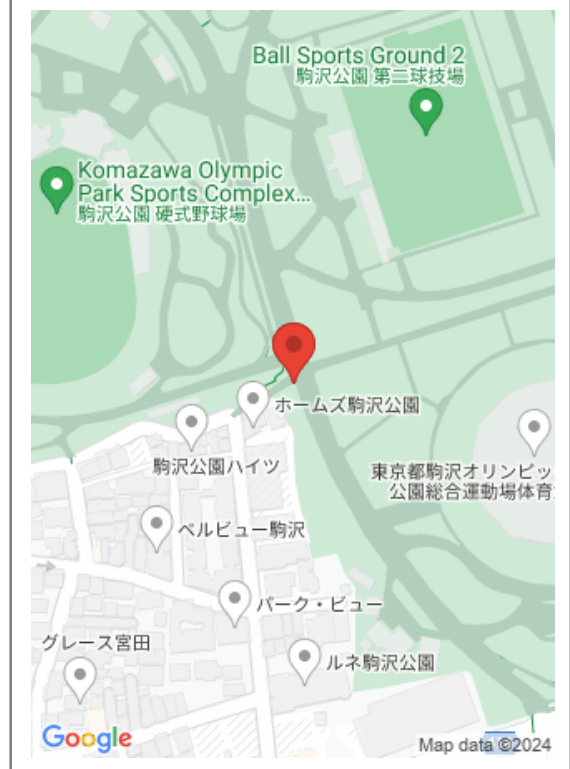 Ball Sports Ground 2
駒沢公園 第二球技場
Komazawa Olympic
Park Sports Complex...
駒沢公園 硬式野球場
ホームズ駒沢公園
駒沢公園ハイツ
東京都駒沢オリンピッ
公園総合運動場体育
ベルビュー駒沢
パーク・ビュー
グレース宮田
ルネ駒沢公園
Google
Map data ©2024